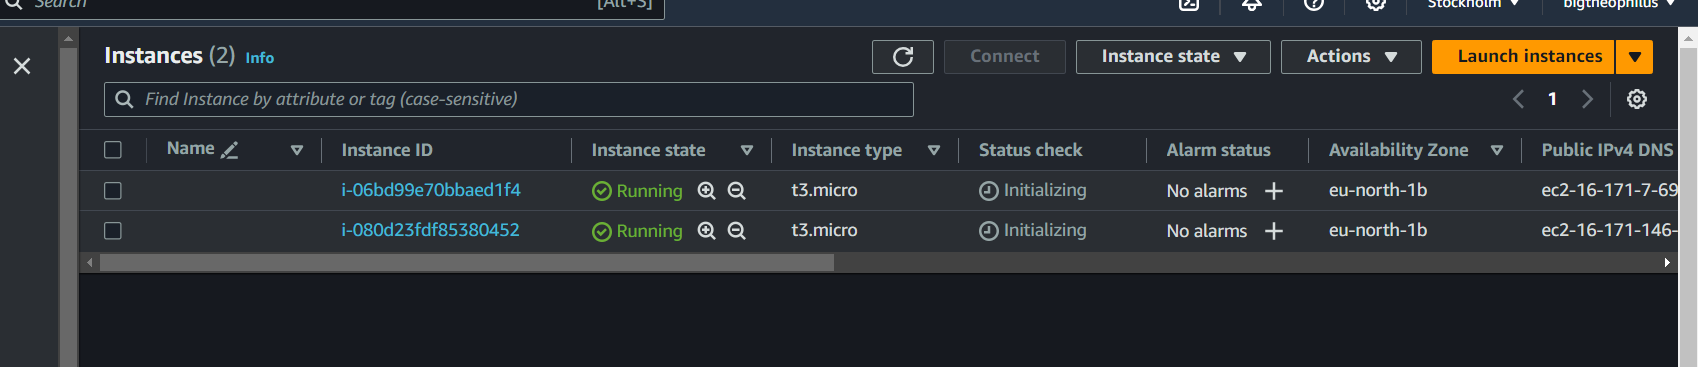 Search [Alt+S] Stockholm bigtheophilus
Instances (2) Info Connect Instance state Actions Launch instances
Find Instance by attribute or tag (case-sensitive) 1
Name Instance ID Instance state Instance type Status check Alarm status Availability Zone Public IPv4 DNS
i-06bd99e70bbaed1f4 Running t3.micro Initializing No alarms eu-north-1b ec2-16-171-7-69
i-080d23fdf85380452 Running t3.micro Initializing No alarms eu-north-1b ec2-16-171-146-